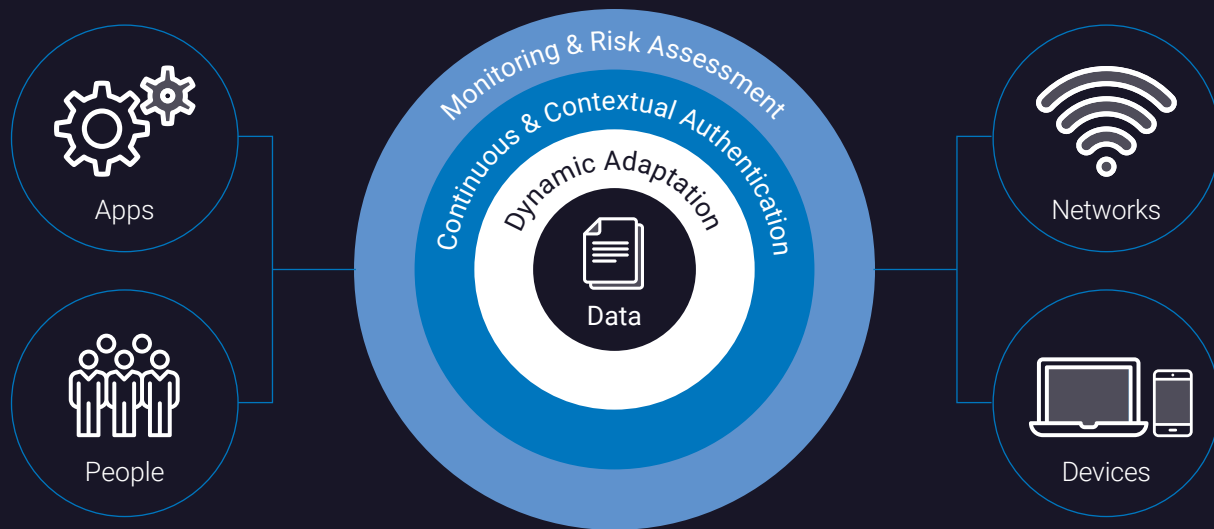 Monitoring & Risk Assessment
Continuous & Contextual Authentication
Dynamic Adaptation
Data
Apps
People
Networks
Devices